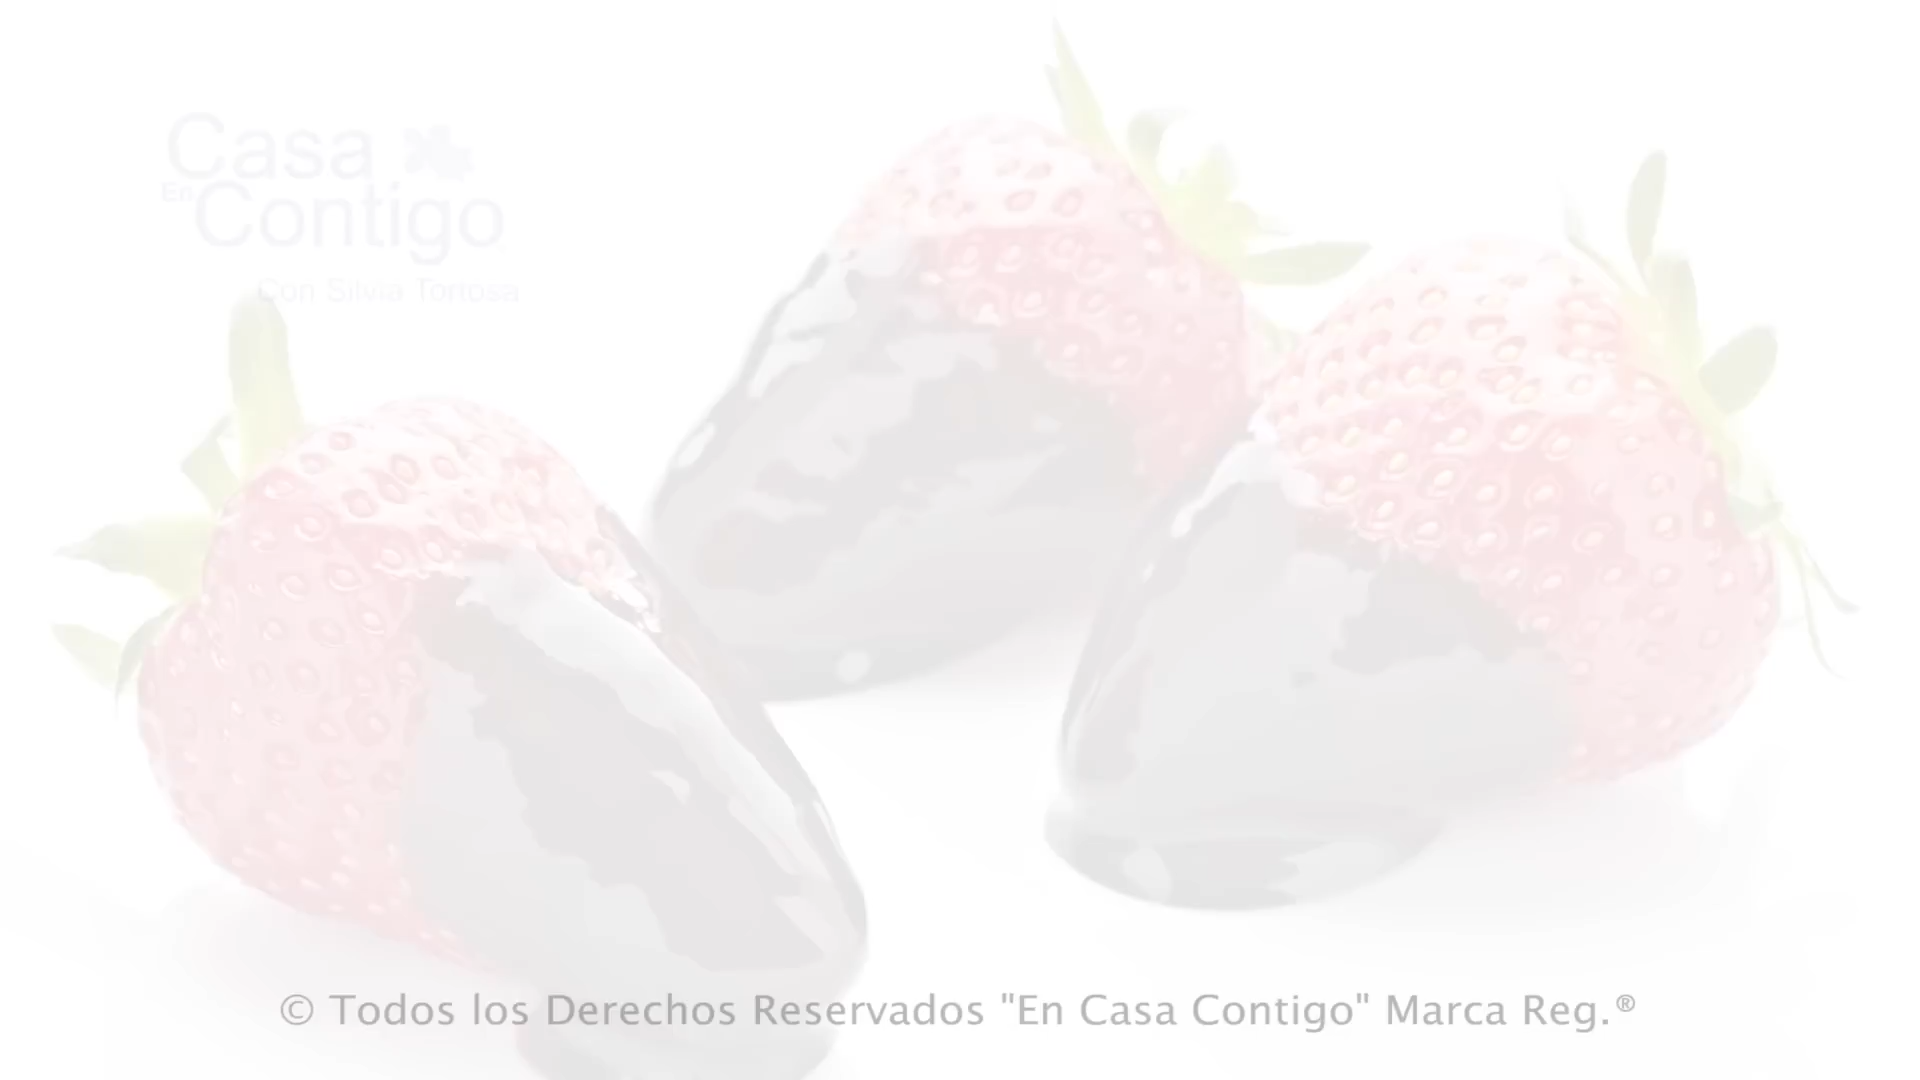 Casa
En Contigo
Con Silvia Tortosa
© Todos los Derechos Reservados "En Casa Contigo" Marca Reg.®